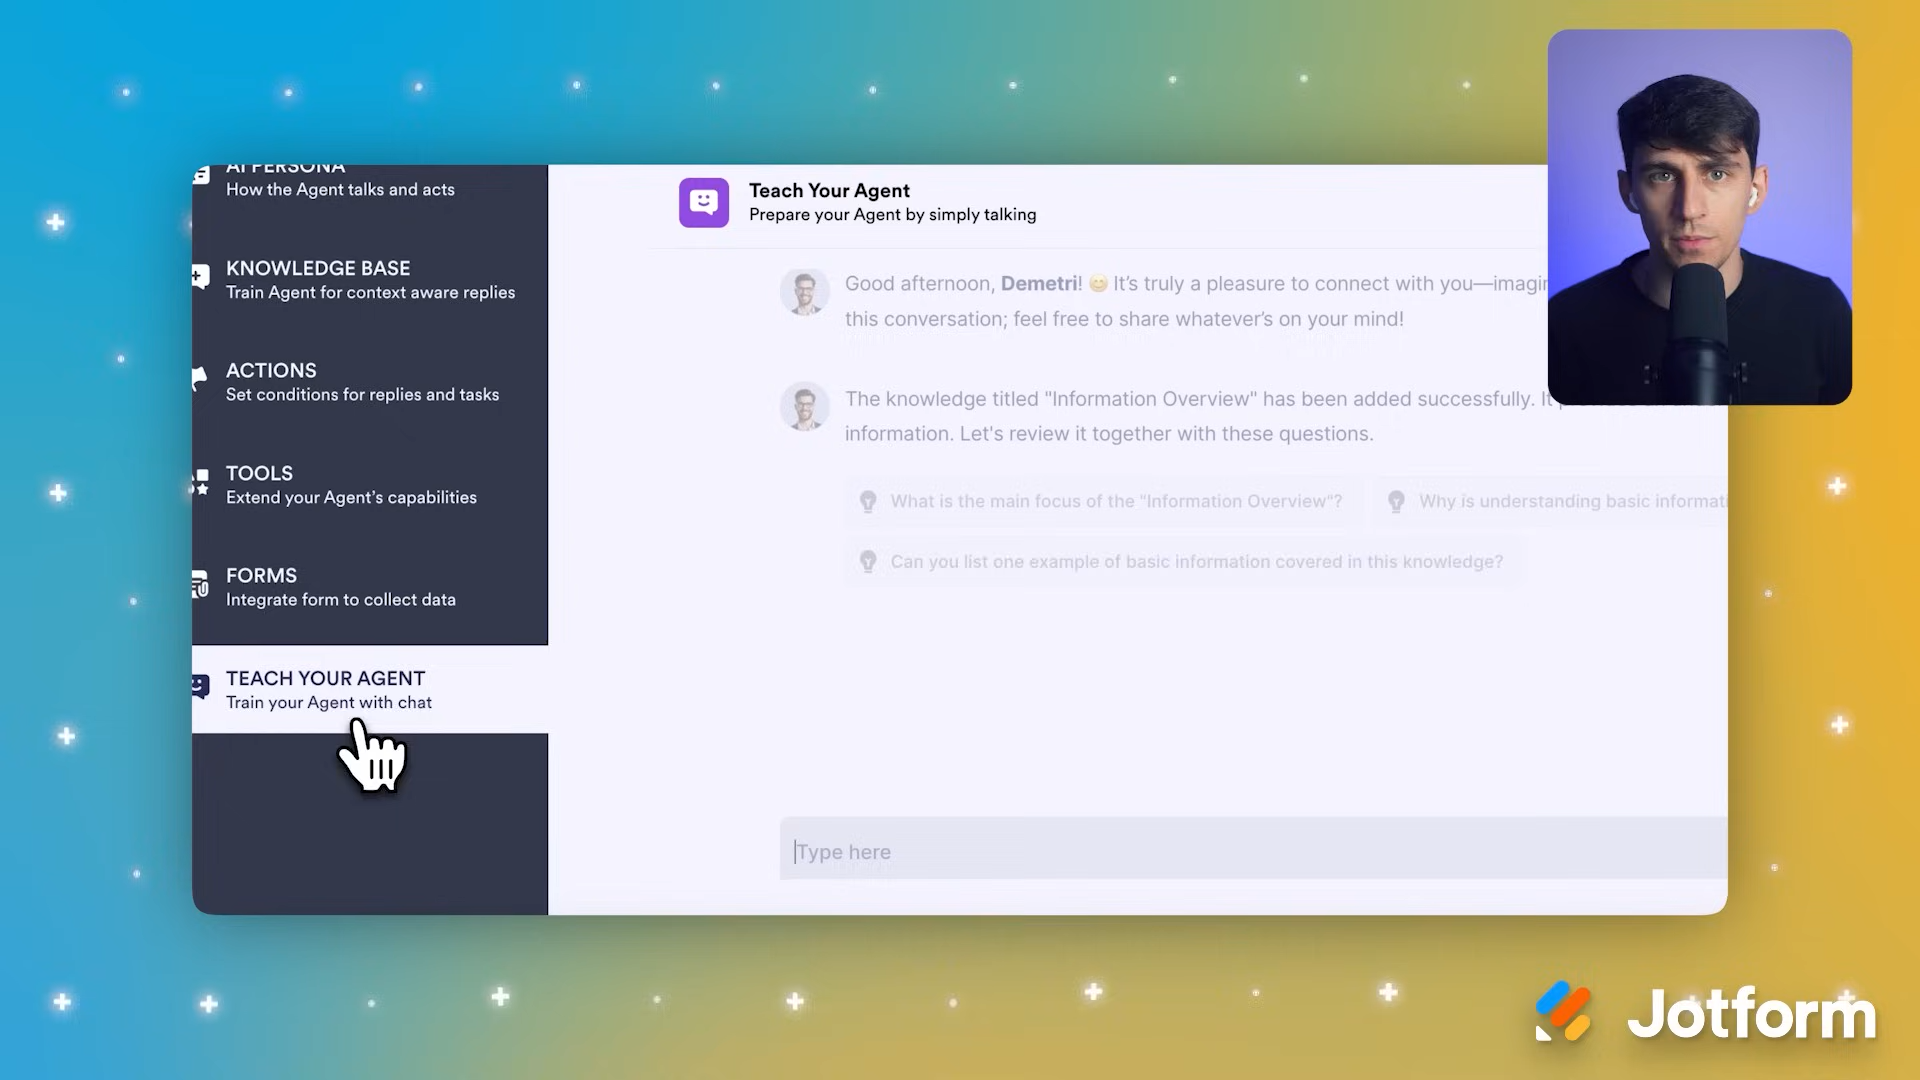 AI PERSONA
How the Agent talks and acts
KNOWLEDGE BASE
Train Agent for context aware replies
ACTIONS
Set conditions for replies and tasks
TOOLS
Extend your Agent's capabilities
FORMS
Integrate form to collect data
TEACH YOUR AGENT
Train your Agent with chat
Teach Your Agent
Prepare your Agent by simply talking
Good afternoon, Demetri! 😊 It's truly a pleasure to connect with you—imagin
this conversation; feel free to share whatever's on your mind!
The knowledge titled "Information Overview" has been added successfully. It
information. Let's review it together with these questions.
What is the main focus of the "Information Overview"?
Why is understanding basic informati
Can you list one example of basic information covered in this knowledge?
Type here
Jotform